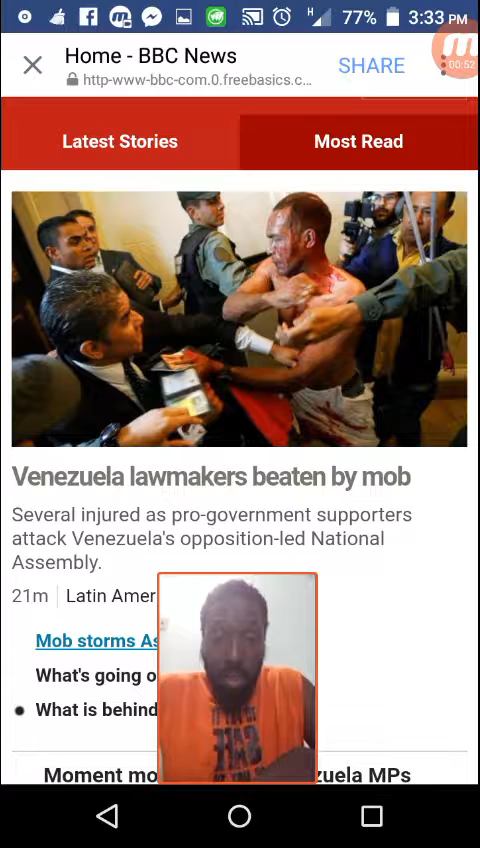 77% 3:33 PM
Home - BBC News
http-www-bbc-com.0.freebasics.c...
SHARE
00:52
Latest Stories
Most Read
Venezuela lawmakers beaten by mob
Several injured as pro-government supporters
attack Venezuela's opposition-led National
Assembly.
21m Latin Amer
Mob storms As
What's going o
What is behind
Moment mo zuela MPs